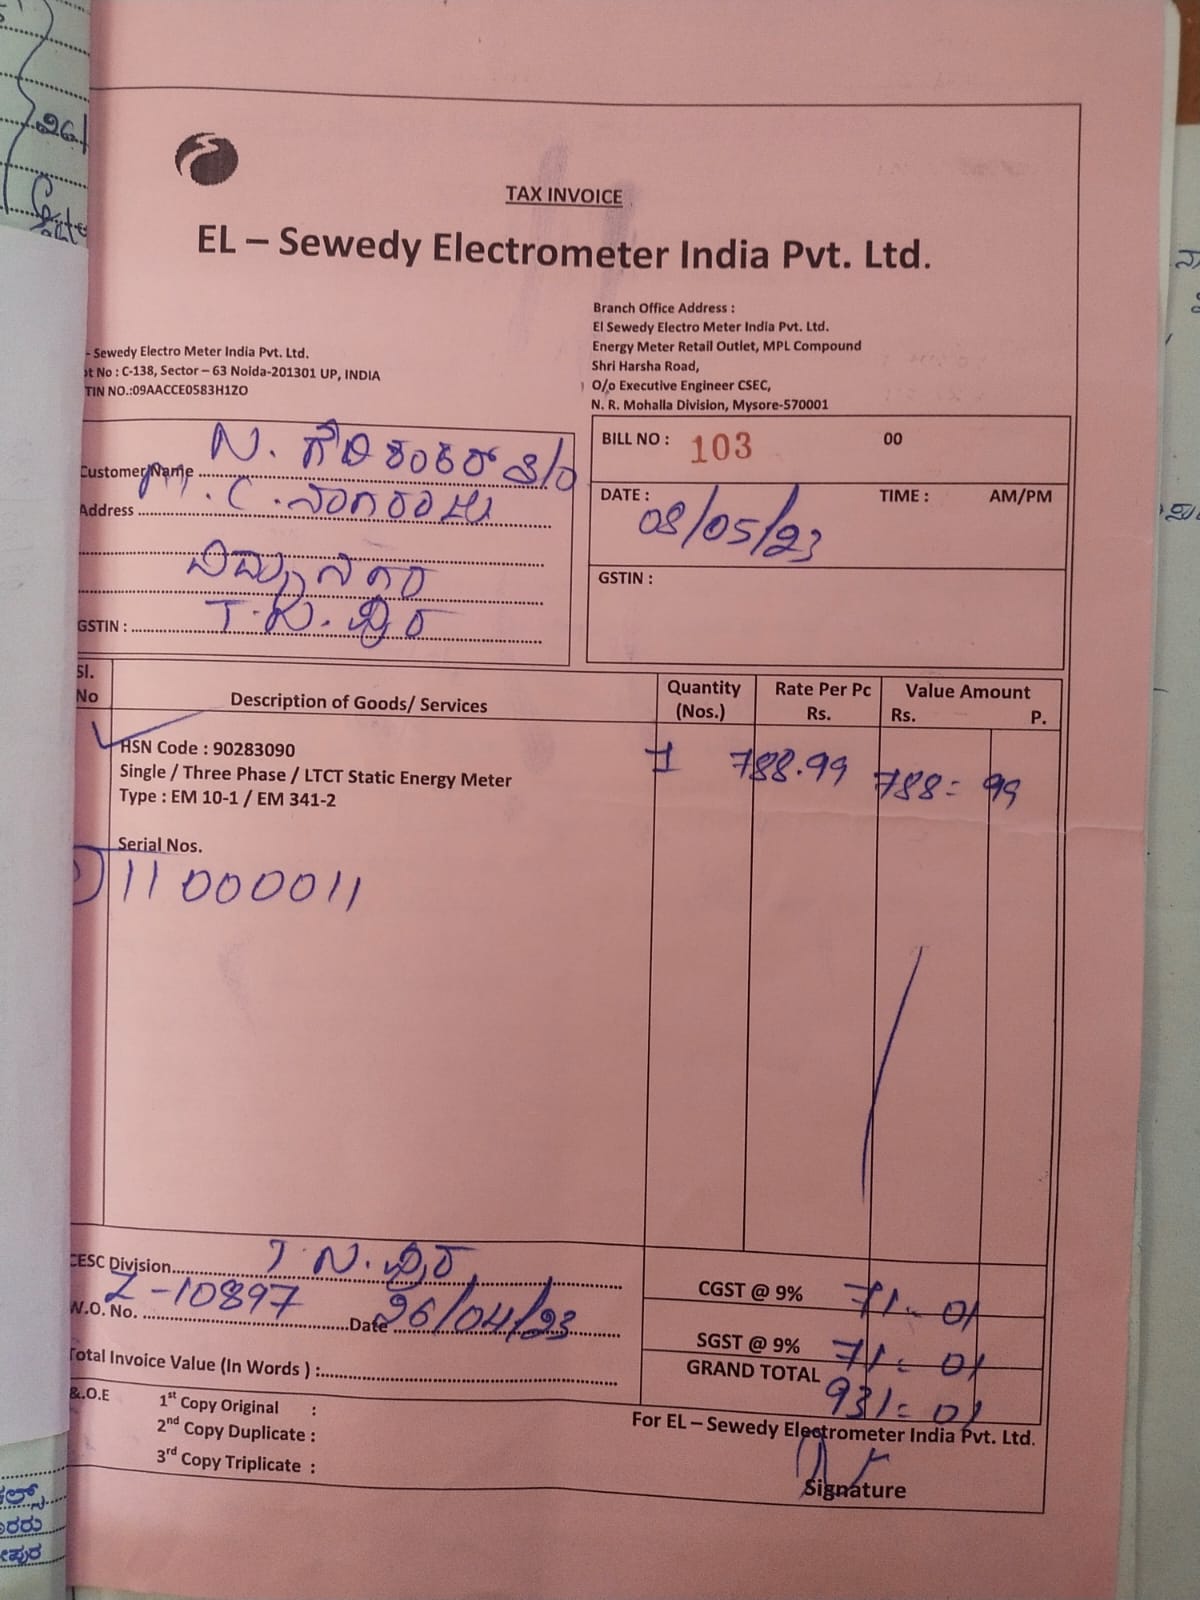 TAX INVOICE
EL – Sewedy Electrometer India Pvt. Ltd.
- Sewedy Electro Meter India Pvt. Ltd.
ot No : C-138, Sector – 63 Noida-201301 UP, INDIA
TIN NO.:09AACCE0583H1ZO
Branch Office Address :
El Sewedy Electro Meter India Pvt. Ltd.
Energy Meter Retail Outlet, MPL Compound
Shri Harsha Road,
O/o Executive Engineer CSEC,
N. R. Mohalla Division, Mysore-570001
Customer Name N. ಗೌರಿಶಂಕರ್ S/O
Address M.C. ನಾಗರಾಜು
ವಿದ್ಯುನಗರ
GSTIN :
BILL NO : 103 00
DATE : 08/05/23 TIME : AM/PM
GSTIN :
Sl. No Description of Goods/ Services Quantity (Nos.) Rate Per Pc Rs. Value Amount Rs. P.
HSN Code : 90283090 1 788.99 788= 99
Single / Three Phase / LTCT Static Energy Meter
Type : EM 10-1 / EM 341-2
Serial Nos.
11000011
CESC Division
W.O. No. Z-10897 Date 26/04/23
Total Invoice Value (In Words ) :
CGST @ 9% 71= 01
SGST @ 9% 71= 01
GRAND TOTAL 931= 01
&.O.E
1st Copy Original :
2nd Copy Duplicate :
3rd Copy Triplicate :
For EL – Sewedy Electrometer India Pvt. Ltd.
Signature